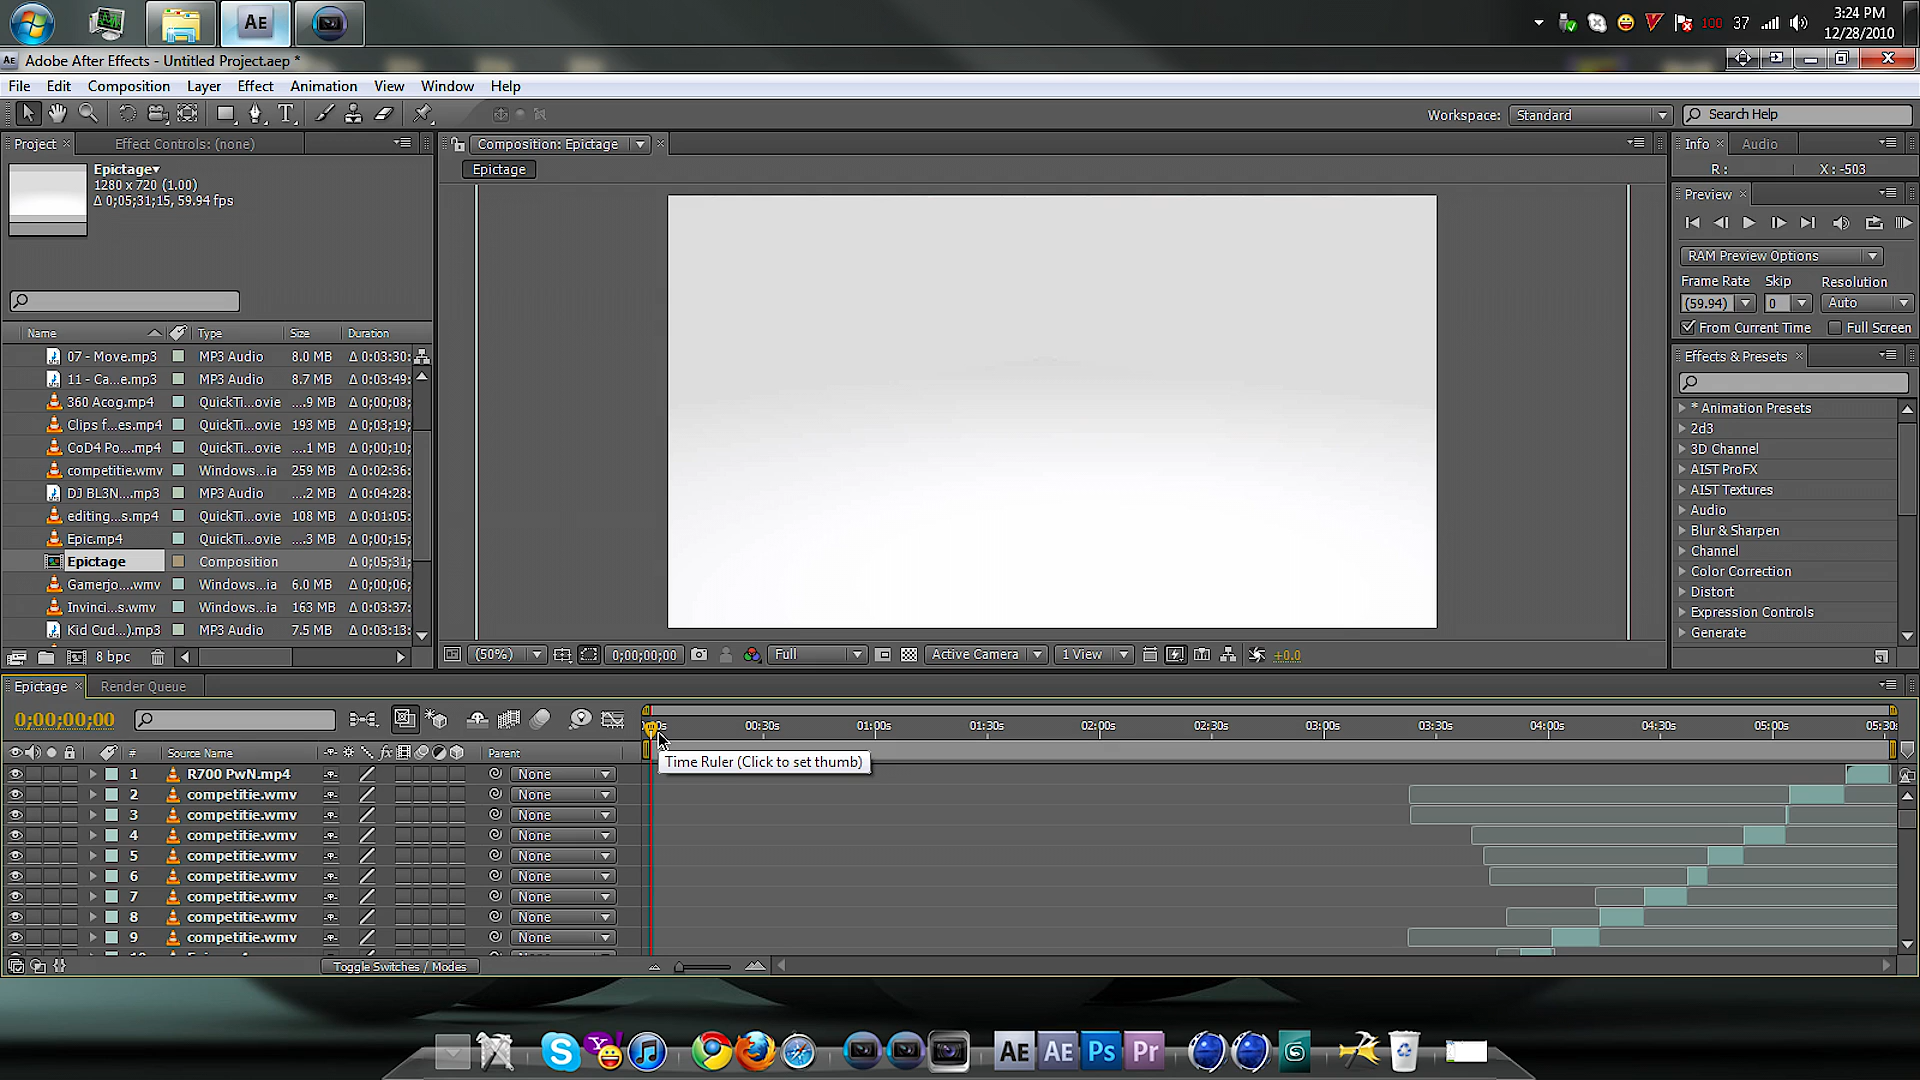 AE
100
37
3:24 PM
12/28/2010
AE Adobe After Effects - Untitled Project.aep *
File Edit Composition Layer Effect Animation View Window Help
T
Workspace: Standard
Search Help
Project Effect Controls: (none)
Composition: Epictage
Info Audio
Epictage
1280 x 720 (1.00)
Δ 0;05;31;15, 59.94 fps
Epictage
R : X : -503
Preview
RAM Preview Options
Frame Rate Skip Resolution
(59.94) 0 Auto
From Current Time Full Screen
Name Type Size Duration
07 - Move.mp3 MP3 Audio 8.0 MB Δ 0:03:30:
11 - Ca...e.mp3 MP3 Audio 8.7 MB Δ 0:03:49:
360 Acog.mp4 QuickTi...ovie ....9 MB Δ 0;00;08;
Clips f...es.mp4 QuickTi...ovie 193 MB Δ 0;03;19;
CoD4 Po....mp4 QuickTi...ovie ....1 MB Δ 0;00;10;
competitie.wmv Windows...ia 259 MB Δ 0:02:36:
DJ BL3N....mp3 MP3 Audio ....2 MB Δ 0:04:28:
editing...s.mp4 QuickTi...ovie 108 MB Δ 0:01:05:
Epic.mp4 QuickTi...ovie ....3 MB Δ 0;00;15;
Epictage Composition Δ 0;05;31;
Gamerjo....wmv Windows...ia 6.0 MB Δ 0;00;06;
Invinci...s.wmv Windows...ia 163 MB Δ 0:03:37:
Kid Cud...).mp3 MP3 Audio 7.5 MB Δ 0:03:13:
8 bpc
Effects & Presets
* Animation Presets
2d3
3D Channel
AIST ProFX
AIST Textures
Audio
Blur & Sharpen
Channel
Color Correction
Distort
Expression Controls
Generate
(50%) 0;00;00;00 Full Active Camera 1 View +0.0
Epictage Render Queue
0;00;00;00
00:30s 01:00s 01:30s 02:00s 02:30s 03:00s 03:30s 04:00s 04:30s 05:00s 05:30
# Source Name fx Parent
Time Ruler (Click to set thumb)
1 R700 PwN.mp4 None
2 competitie.wmv None
3 competitie.wmv None
4 competitie.wmv None
5 competitie.wmv None
6 competitie.wmv None
7 competitie.wmv None
8 competitie.wmv None
9 competitie.wmv None
Toggle Switches / Modes
S Y! AE AE Ps Pr